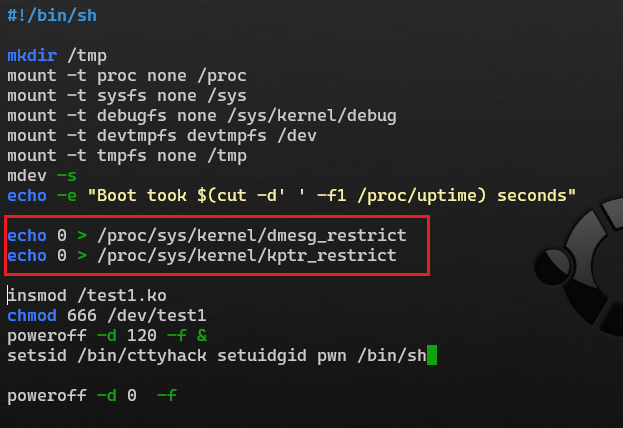 #!/bin/sh
mkdir /tmp
mount -t proc none /proc
mount -t sysfs none /sys
mount -t debugfs none /sys/kernel/debug
mount -t devtmpfs devtmpfs /dev
mount -t tmpfs none /tmp
mdev -s
echo -e "Boot took $(cut -d' ' -f1 /proc/uptime) seconds"
echo 0 > /proc/sys/kernel/dmesg_restrict
echo 0 > /proc/sys/kernel/kptr_restrict
insmod /test1.ko
chmod 666 /dev/test1
poweroff -d 120 -f &
setsid /bin/cttyhack setuidgid pwn /bin/sh
poweroff -d 0  -f